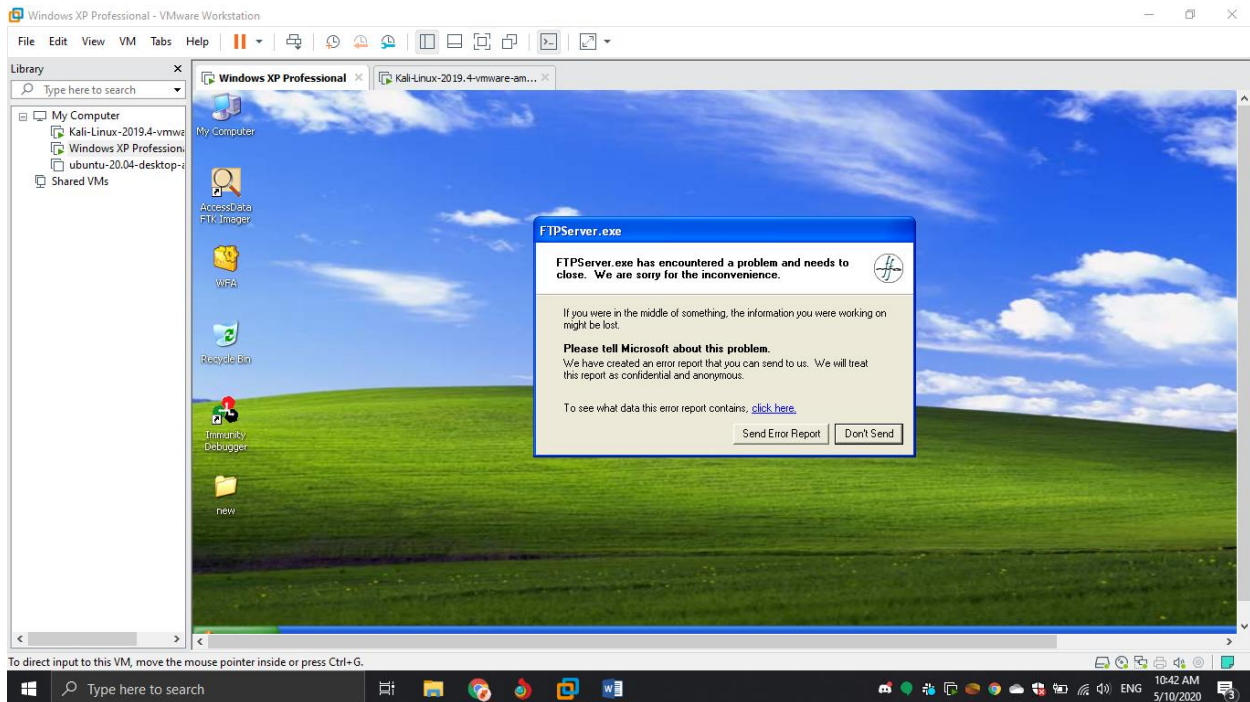 Windows XP Professional - VMware Workstation
File Edit View VM Tabs Help
Library
Type here to search
My Computer
Kali-Linux-2019.4-vmwa
Windows XP Profession
ubuntu-20.04-desktop-a
Shared VMs
Windows XP Professional
Kali-Linux-2019.4-vmware-am...
My Computer
AccessData
FTK Imager
WFA
Recycle Bin
Immunity
Debugger
new
FTPServer.exe
FTPServer.exe has encountered a problem and needs to
close. We are sorry for the inconvenience.
If you were in the middle of something, the information you were working on
might be lost.
Please tell Microsoft about this problem.
We have created an error report that you can send to us. We will treat
this report as confidential and anonymous.
To see what data this error report contains, click here.
Send Error Report Don't Send
To direct input to this VM, move the mouse pointer inside or press Ctrl+G.
Type here to search
ENG
10:42 AM
5/10/2020
3